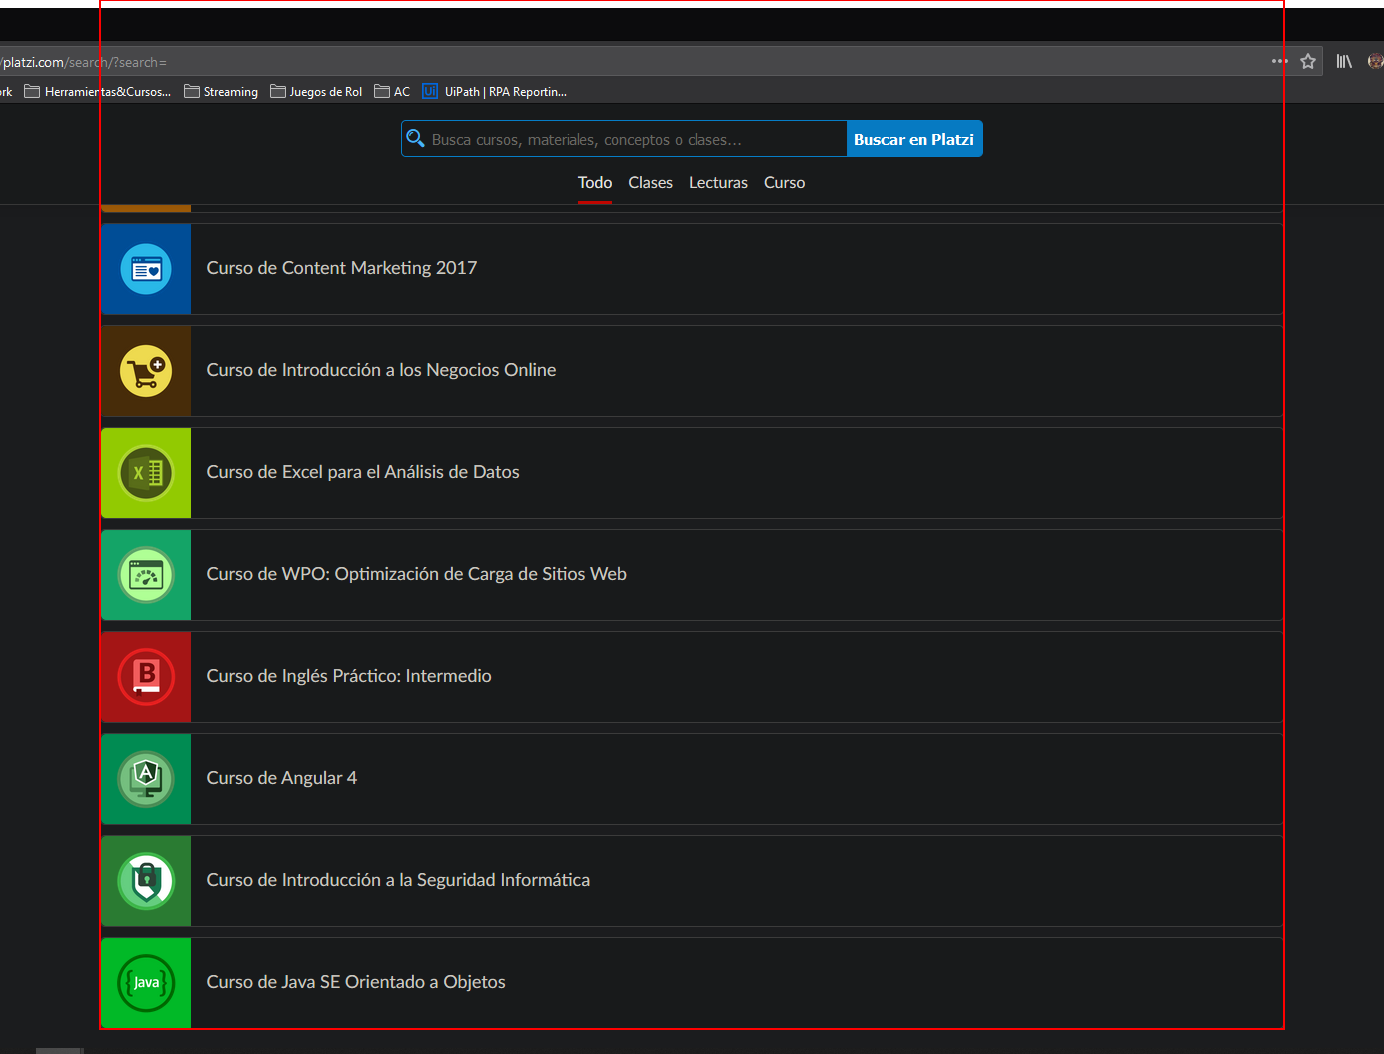 /platzi.com/search/?search=
rk Herramientas&Cursos... Streaming Juegos de Rol AC Ui UiPath | RPA Reportin...
Busca cursos, materiales, conceptos o clases... Buscar en Platzi
Todo Clases Lecturas Curso
Curso de Content Marketing 2017
Curso de Introducción a los Negocios Online
X Curso de Excel para el Análisis de Datos
Curso de WPO: Optimización de Carga de Sitios Web
B Curso de Inglés Práctico: Intermedio
A Curso de Angular 4
Curso de Introducción a la Seguridad Informática
{Java} Curso de Java SE Orientado a Objetos